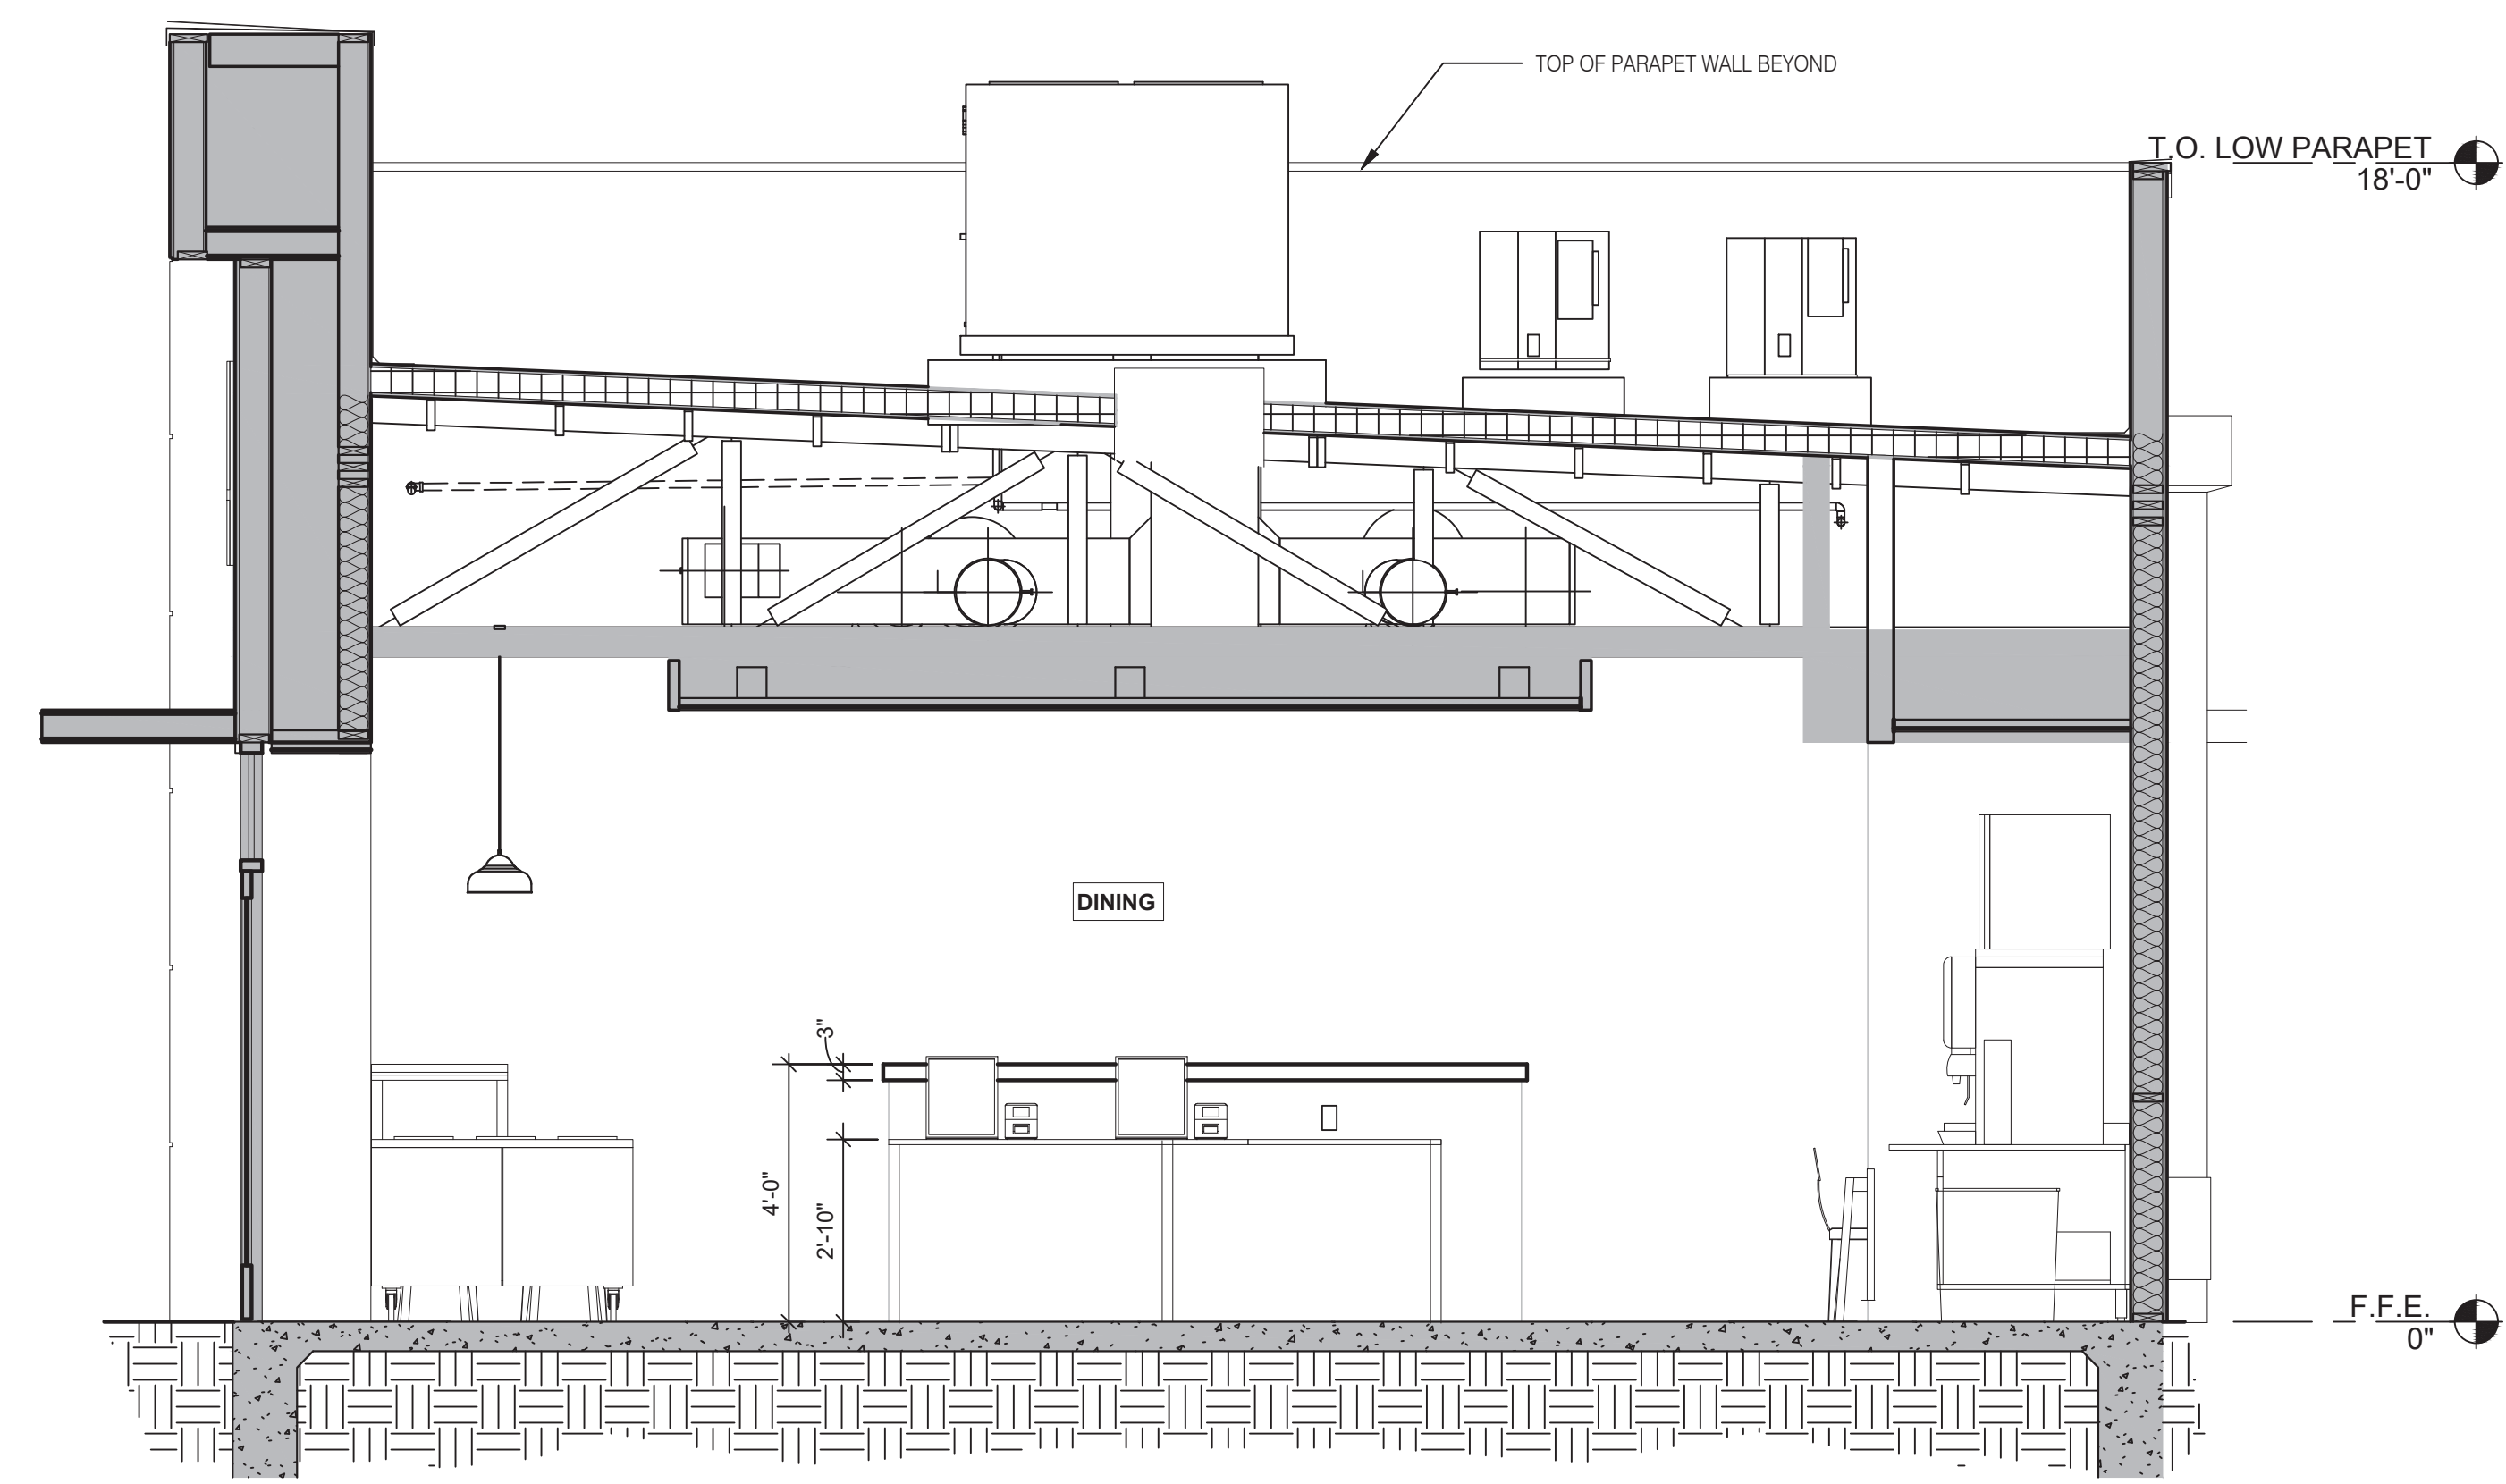 TOP OF PARAPET WALL BEYOND
T.O. LOW PARAPET
18'-0"
DINING
3"
4'-0"
2'-10"
F.F.E.
0"